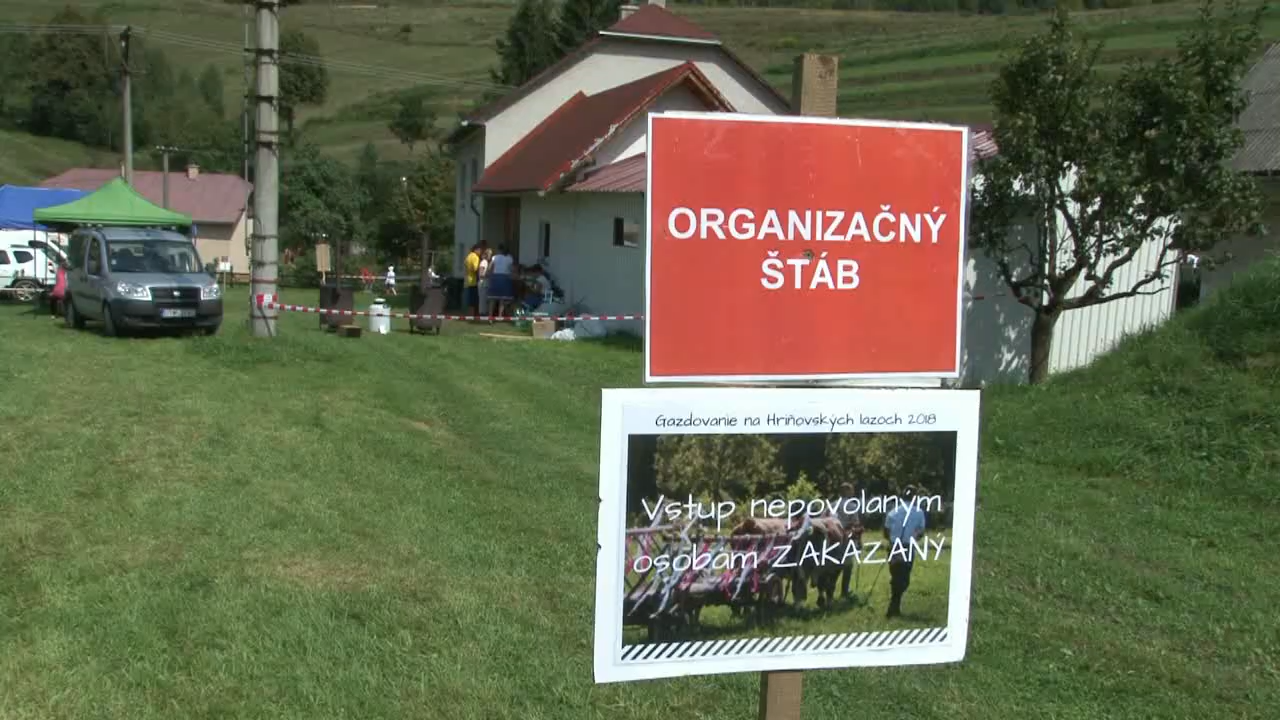 ORGANIZAČNÝ
ŠTÁB
Gazdovanie na Hriňovských lazoch 2018
Vstup nepovolaným
osobám ZAKÁZANÝ